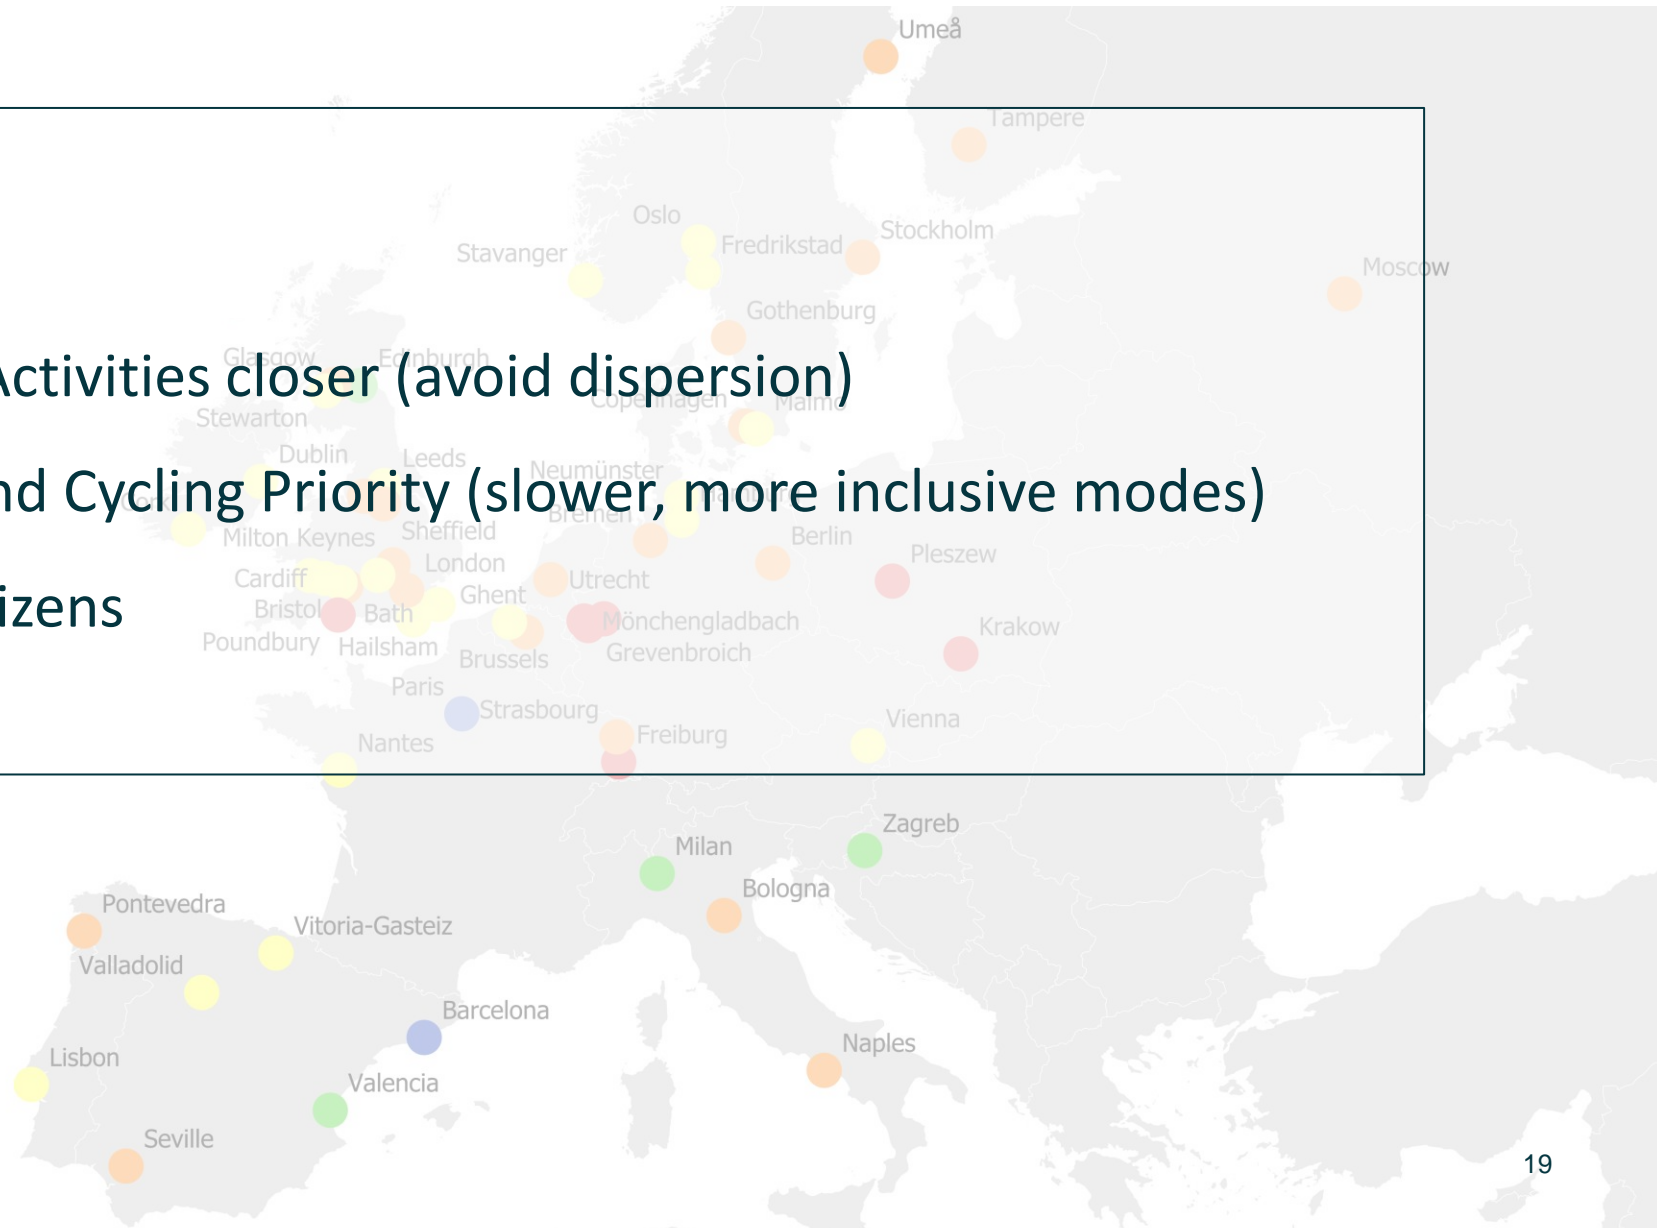 Umeå
Tampere
Oslo
Stockholm
Fredrikstad
Stavanger
Moscow
Gothenburg
Glasgow
Edinburgh
Activities closer (avoid dispersion)
Copenhagen
Malmö
Stewarton
Dublin
Leeds
Neumünster
nd Cycling Priority (slower, more inclusive modes)
Cork
Hamburg
Bremen
Milton Keynes
Sheffield
Berlin
Pleszew
London
Cardiff
Utrecht
Ghent
izens
Bristol
Bath
Mönchengladbach
Krakow
Poundbury
Hailsham
Brussels
Grevenbroich
Paris
Strasbourg
Vienna
Nantes
Freiburg
Zagreb
Milan
Bologna
Pontevedra
Vitoria-Gasteiz
Valladolid
Barcelona
Naples
Lisbon
Valencia
Seville
19